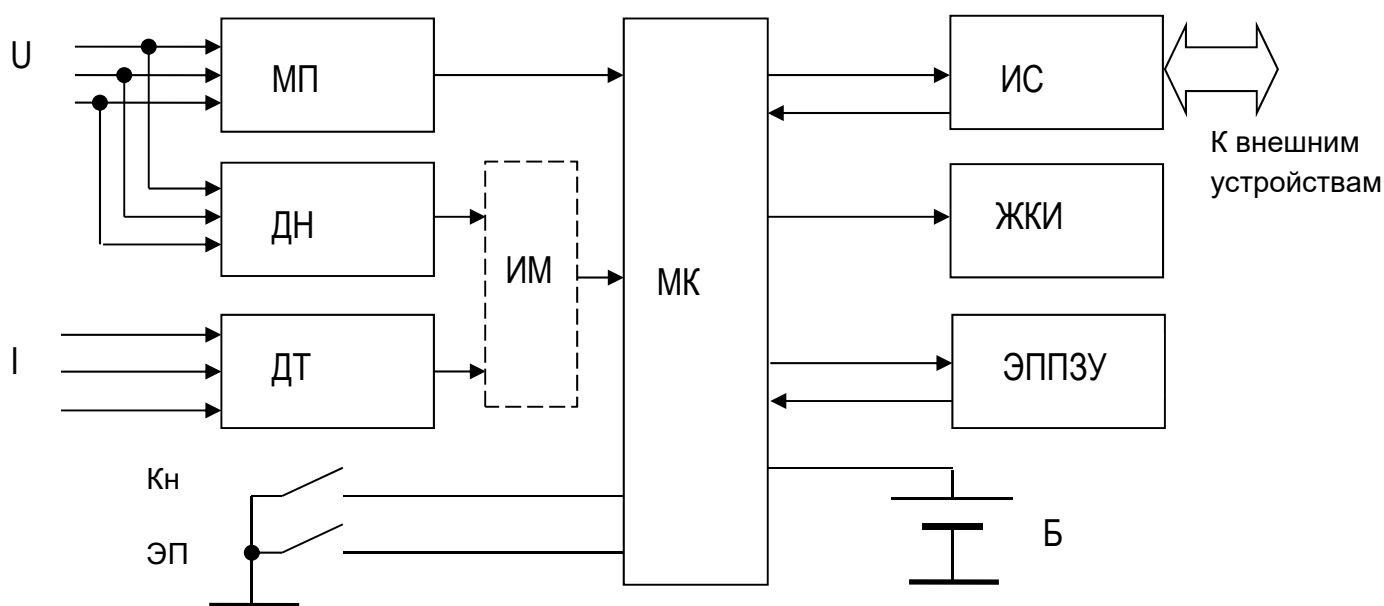 U
МП
ИС
К внешним
устройствам
ДН
ИМ
МК
ЖКИ
I
ДТ
ЭППЗУ
Кн
ЭП
Б